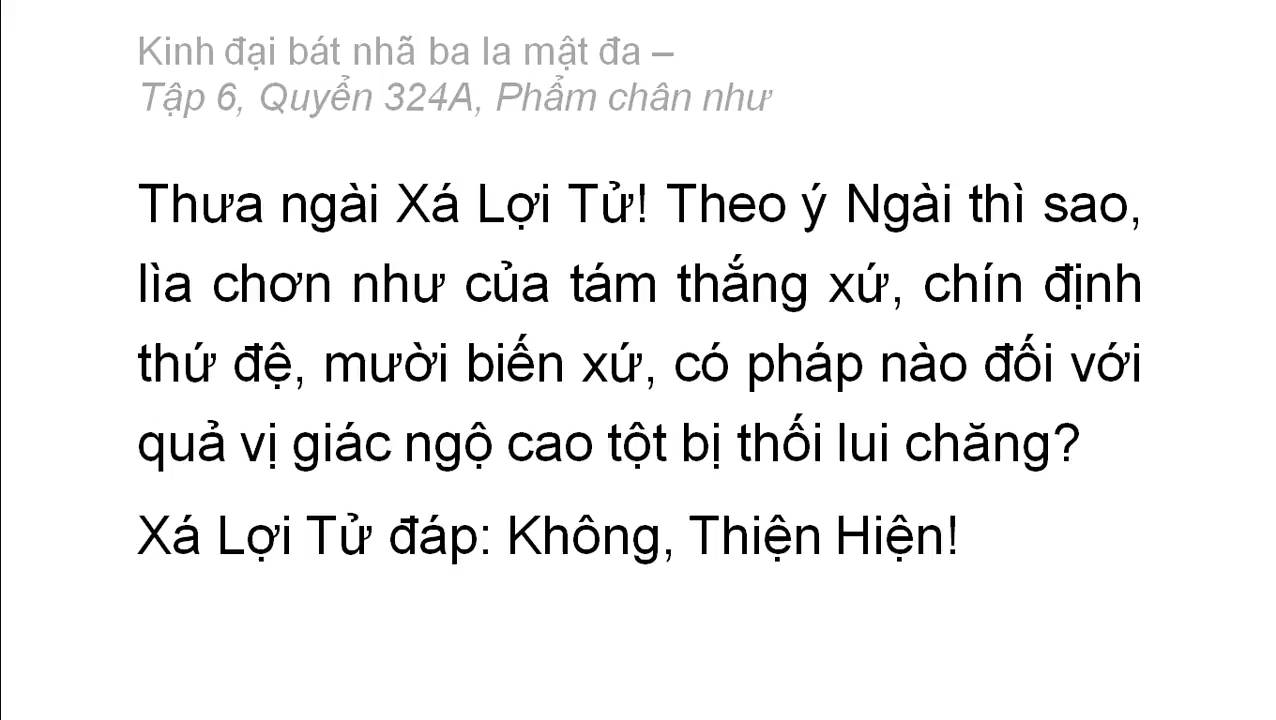 Kinh đại bát nhã ba la mật đa –
Tập 6, Quyển 324A, Phẩm chân như
Thưa ngài Xá Lợi Tử! Theo ý Ngài thì sao,
lìa chơn như của tám thắng xứ, chín định
thứ đệ, mười biến xứ, có pháp nào đối với
quả vị giác ngộ cao tột bị thối lui chăng?
Xá Lợi Tử đáp: Không, Thiện Hiện!